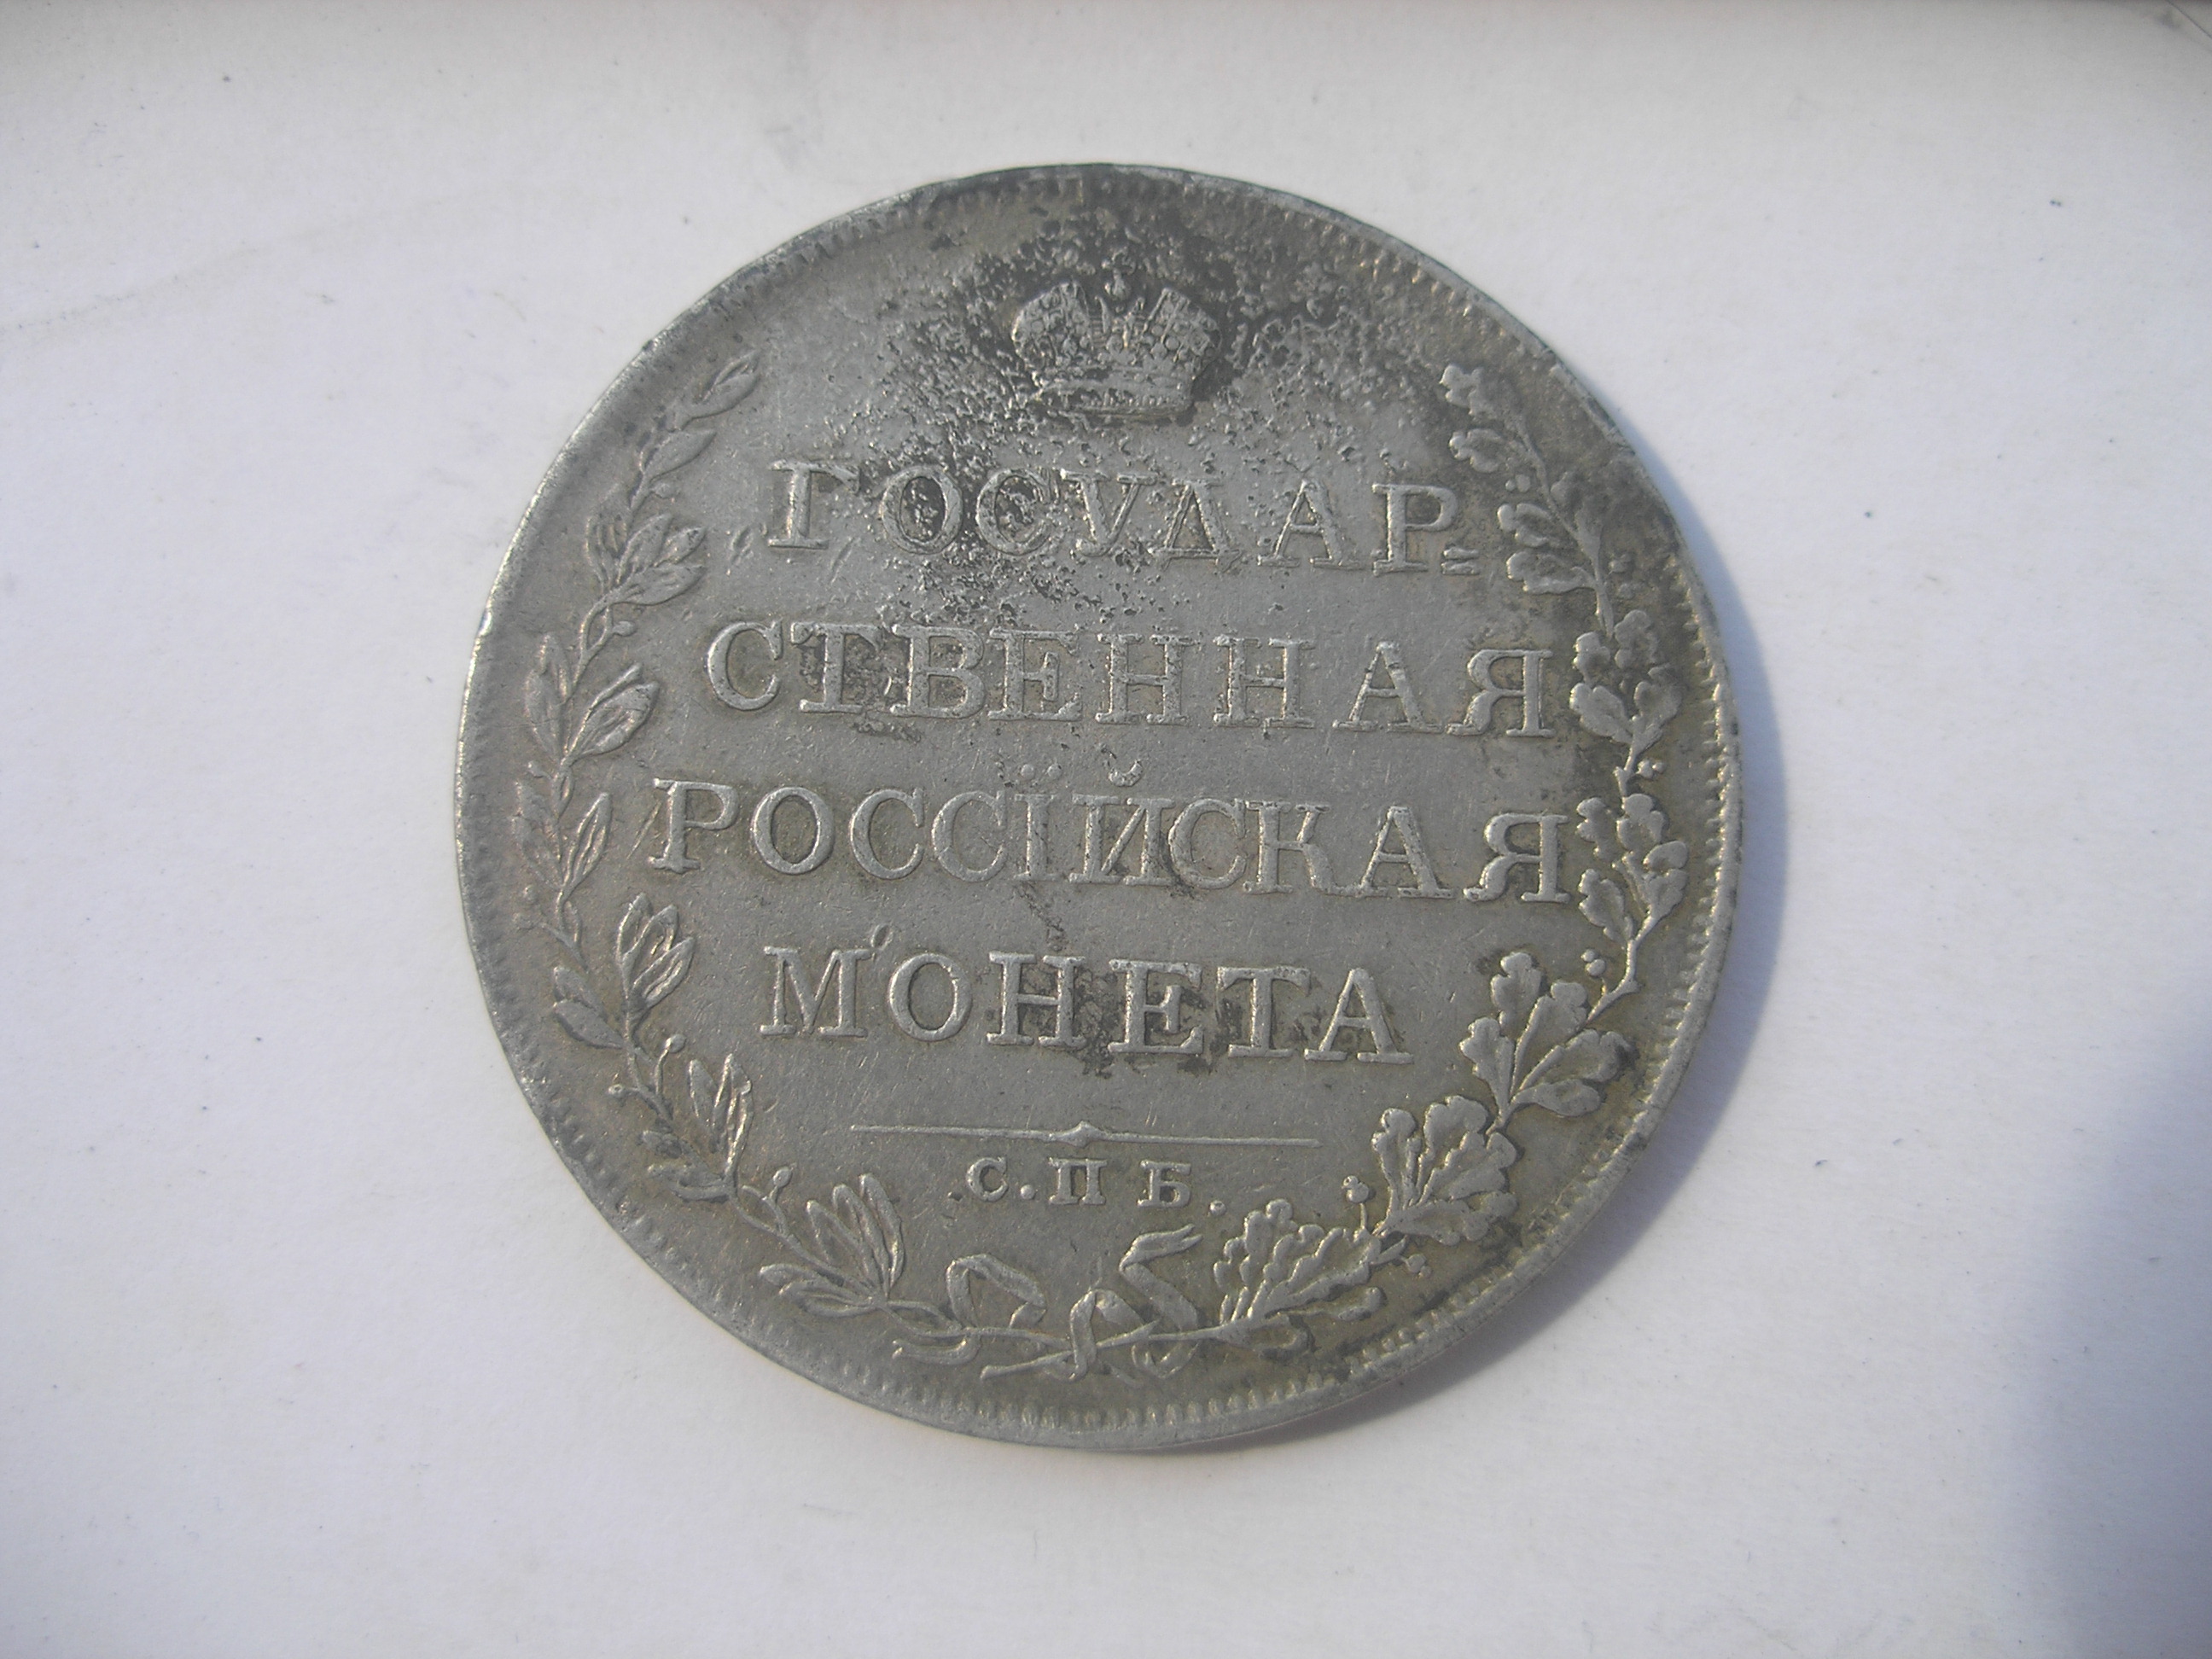 ГОСУДАР=
СТВЕННАЯ
РОССІЙСКАЯ
МОНЕТА
С.П Б.